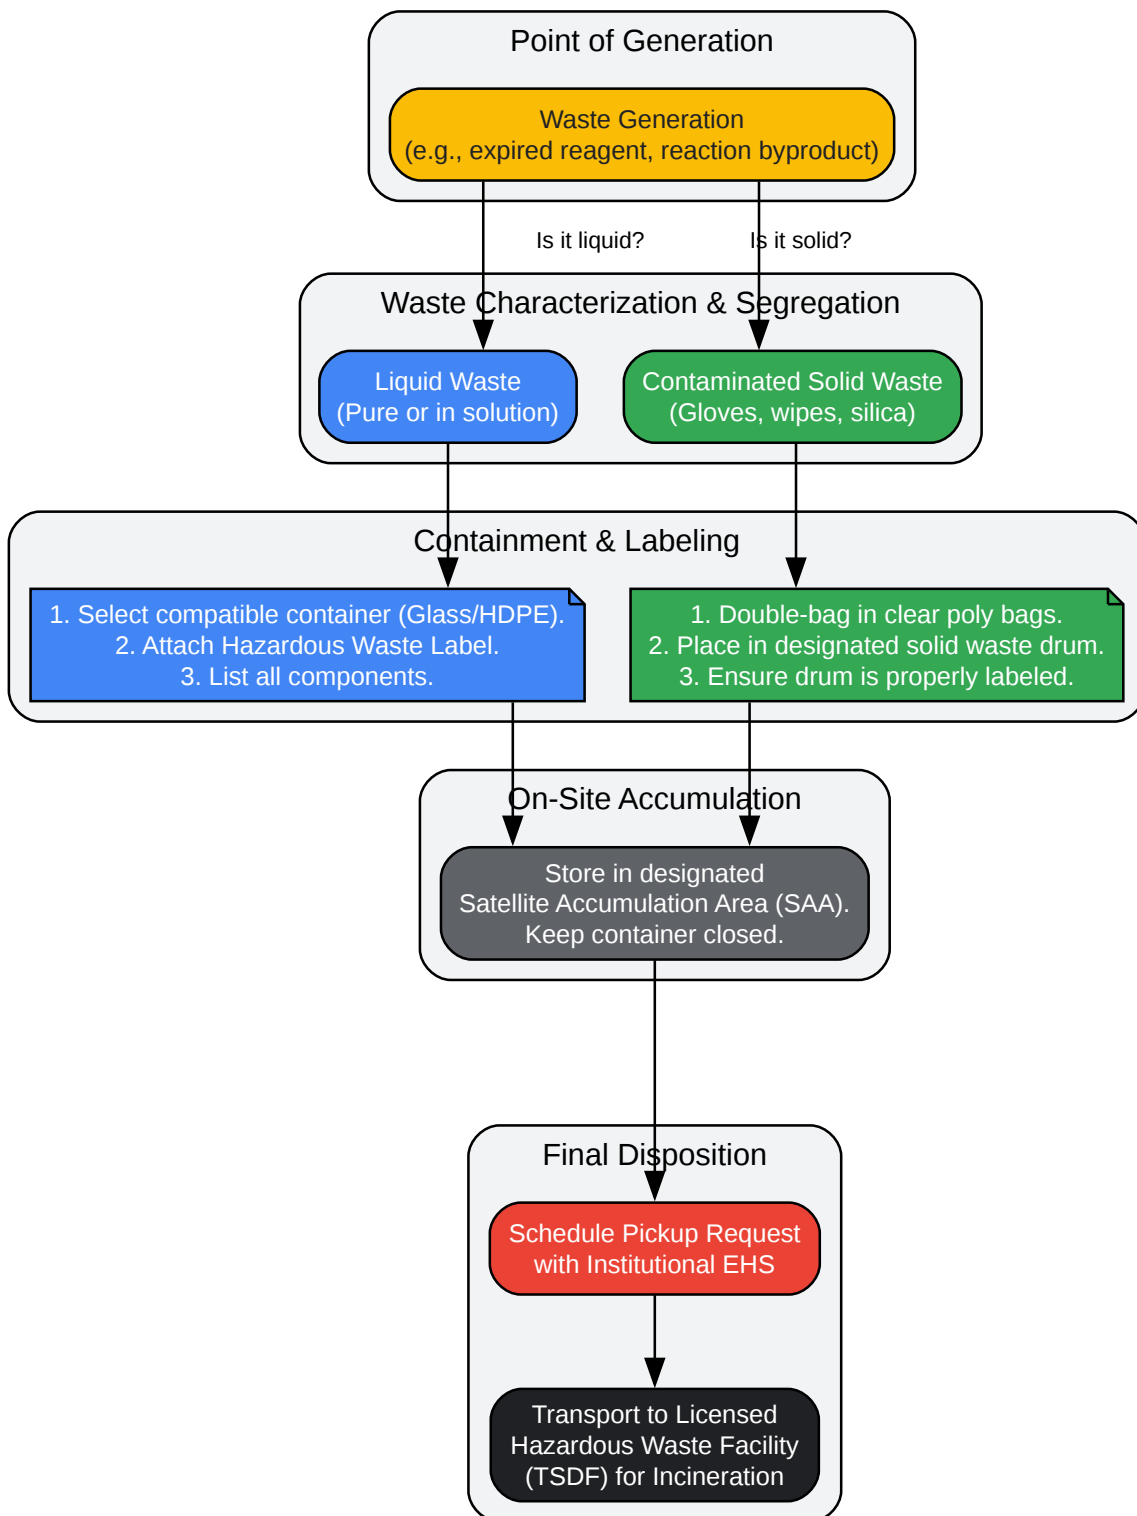 Point of Generation
Waste Generation
(e.g., expired reagent, reaction byproduct)
Is it liquid?
Is it solid?
Waste Characterization & Segregation
Liquid Waste
(Pure or in solution)
Contaminated Solid Waste
(Gloves, wipes, silica)
Containment & Labeling
1. Select compatible container (Glass/HDPE).
2. Attach Hazardous Waste Label.
3. List all components.
1. Double-bag in clear poly bags.
2. Place in designated solid waste drum.
3. Ensure drum is properly labeled.
On-Site Accumulation
Store in designated
Satellite Accumulation Area (SAA).
Keep container closed.
Final Disposition
Schedule Pickup Request
with Institutional EHS
Transport to Licensed
Hazardous Waste Facility
(TSDF) for Incineration